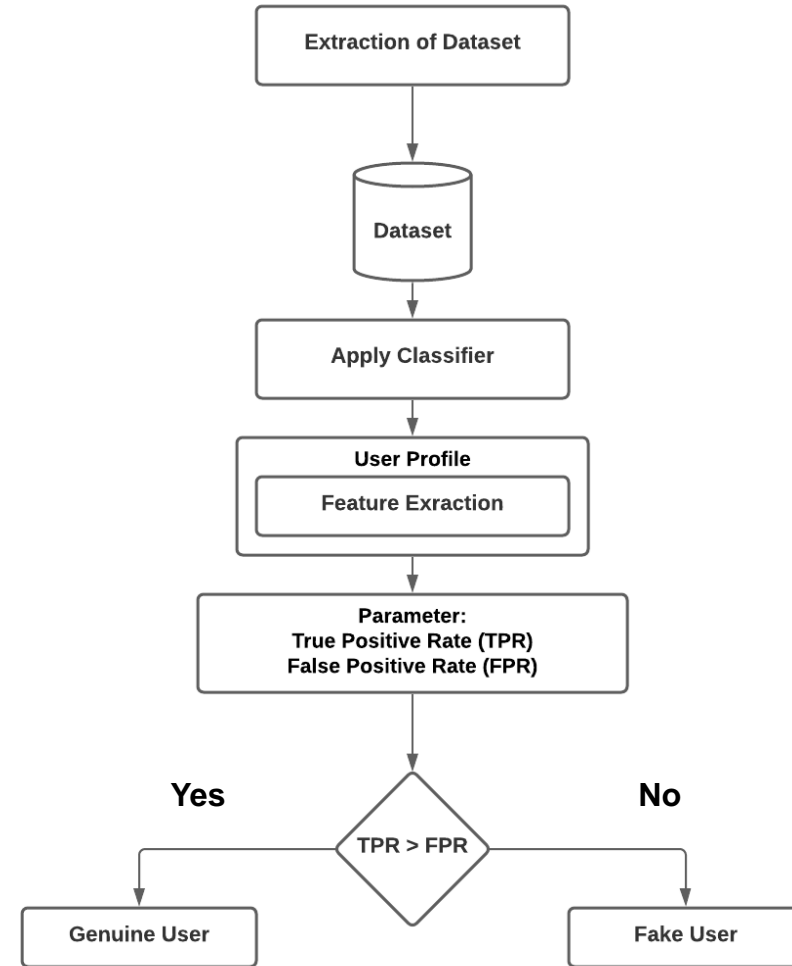 Extraction of Dataset
Dataset
Apply Classifier
User Profile
Feature Exraction
Parameter:
True Positive Rate (TPR)
False Positive Rate (FPR)
Yes
No
TPR > FPR
Genuine User
Fake User